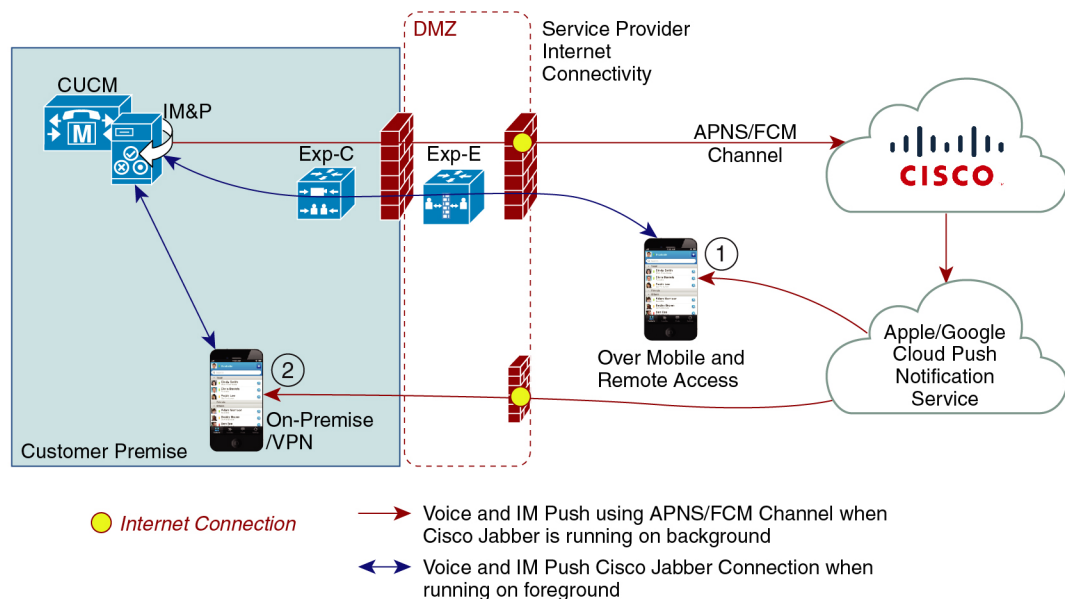 DMZ
Service Provider
Internet
Connectivity
CUCM
IM&P
M
Exp-C
Exp-E
APNS/FCM
Channel
CISCO
1
Over Mobile and
Remote Access
Apple/Google
Cloud Push
Notification
Service
2
On-Premise
/VPN
Customer Premise
Internet Connection
Voice and IM Push using APNS/FCM Channel when
Cisco Jabber is running on background
Voice and IM Push Cisco Jabber Connection when
running on foreground